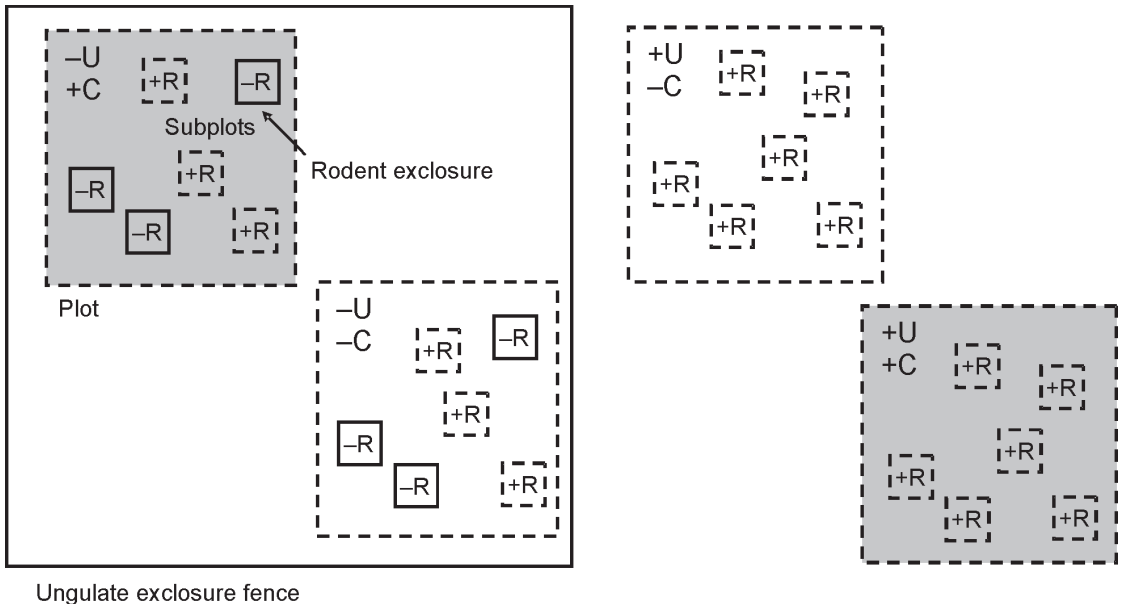 –U
+C
+R
–R
Subplots
Rodent exclosure
+R
–R
–R
+R
Plot
–U
–C
+R
–R
+R
–R
–R
+R
Ungulate exclosure fence
+U
–C
+R
+R
+R
+R
+R
+R
+U
+C
+R
+R
+R
+R
+R
+R